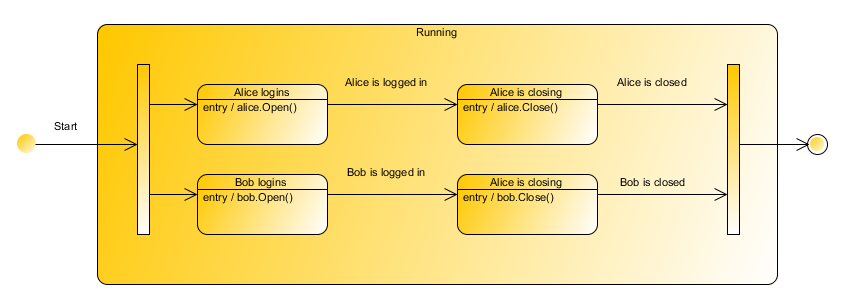 Running
Start
Alice logins
entry / alice.Open()
Alice is logged in
Alice is closing
entry / alice.Close()
Alice is closed
Bob logins
entry / bob.Open()
Bob is logged in
Alice is closing
entry / bob.Close()
Bob is closed